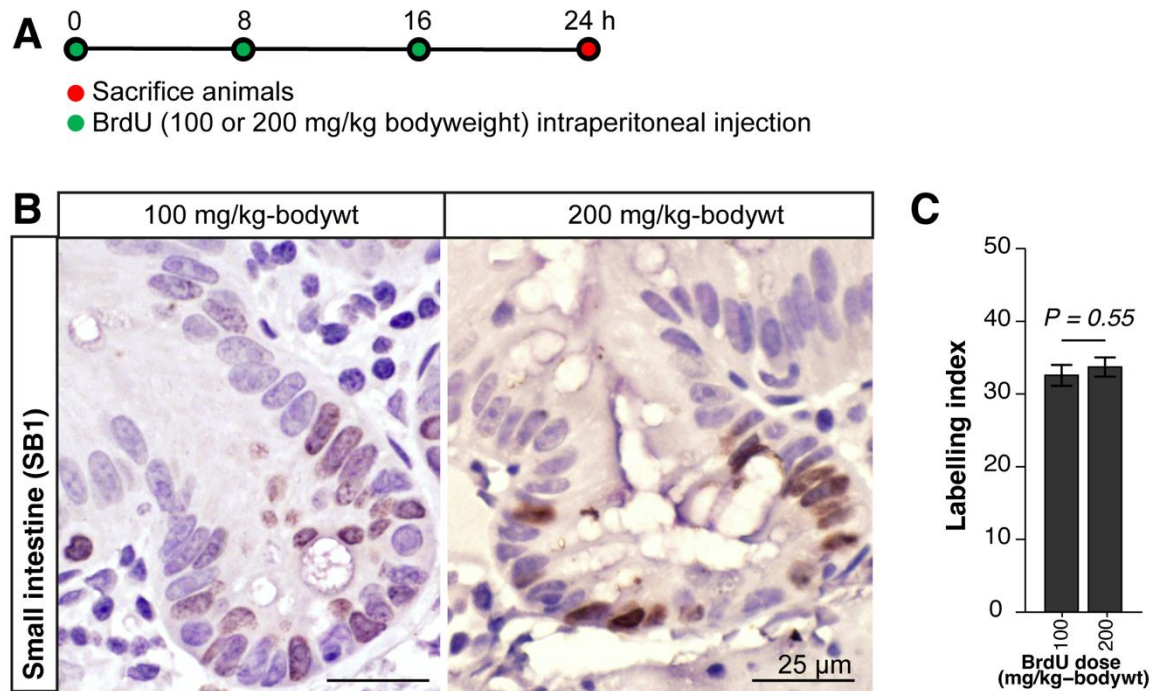 A
0 8 16 24 h
Sacrifice animals
BrdU (100 or 200 mg/kg bodyweight) intraperitoneal injection
B
100 mg/kg-bodywt 200 mg/kg-bodywt
Small intestine (SB1)
25 µm
C
50
40
30
20
10
0
Labelling index
P = 0.55
100-
200-
BrdU dose
(mg/kg–bodywt)